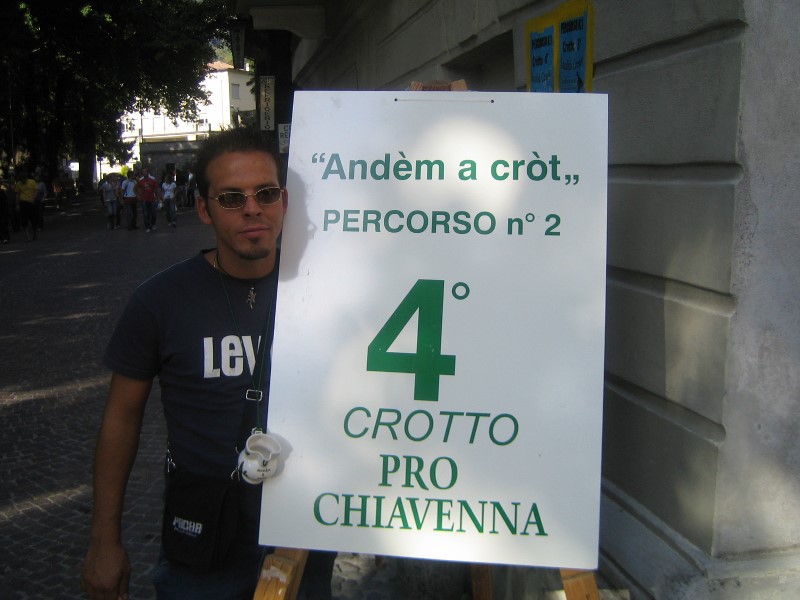 “Andèm a cròt„
PERCORSO n° 2
4°
CROTTO
PRO
CHIAVENNA
LEV